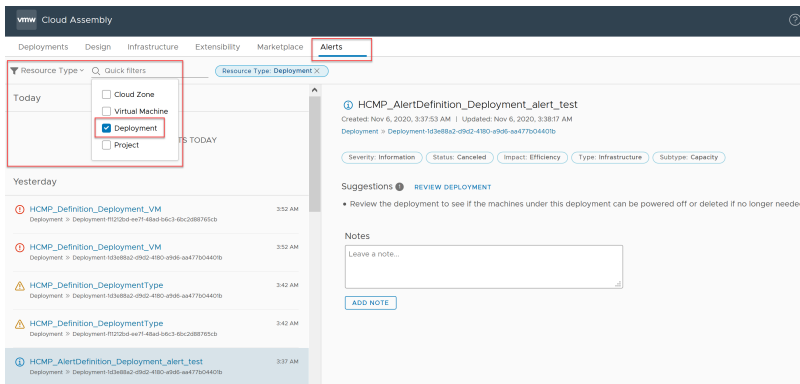 vmw Cloud Assembly
Deployments Design Infrastructure Extensibility Marketplace Alerts
Resource Type Quick filters Resource Type: Deployment ×
Cloud Zone
Virtual Machine
Deployment
Project
Today
TS TODAY
Yesterday
HCMP_Definition_Deployment_VM 3:52 AM
Deployment » Deployment-f11212bd-ee7f-48ad-b6c3-6bc2d88765cb
HCMP_Definition_Deployment_VM 3:52 AM
Deployment » Deployment-1d3e88a2-d9d2-4180-a9d6-aa477b04401b
HCMP_Definition_DeploymentType 3:42 AM
Deployment » Deployment-1d3e88a2-d9d2-4180-a9d6-aa477b04401b
HCMP_Definition_DeploymentType 3:42 AM
Deployment » Deployment-f11212bd-ee7f-48ad-b6c3-6bc2d88765cb
HCMP_AlertDefinition_Deployment_alert_test 3:37 AM
Deployment » Deployment-1d3e88a2-d9d2-4180-a9d6-aa477b04401b
HCMP_AlertDefinition_Deployment_alert_test
Created: Nov 6, 2020, 3:37:53 AM | Updated: Nov 6, 2020, 3:38:17 AM
Deployment » Deployment-1d3e88a2-d9d2-4180-a9d6-aa477b04401b
Severity: Information Status: Canceled Impact: Efficiency Type: Infrastructure Subtype: Capacity
Suggestions REVIEW DEPLOYMENT
• Review the deployment to see if the machines under this deployment can be powered off or deleted if no longer neede
Notes
Leave a note...
ADD NOTE